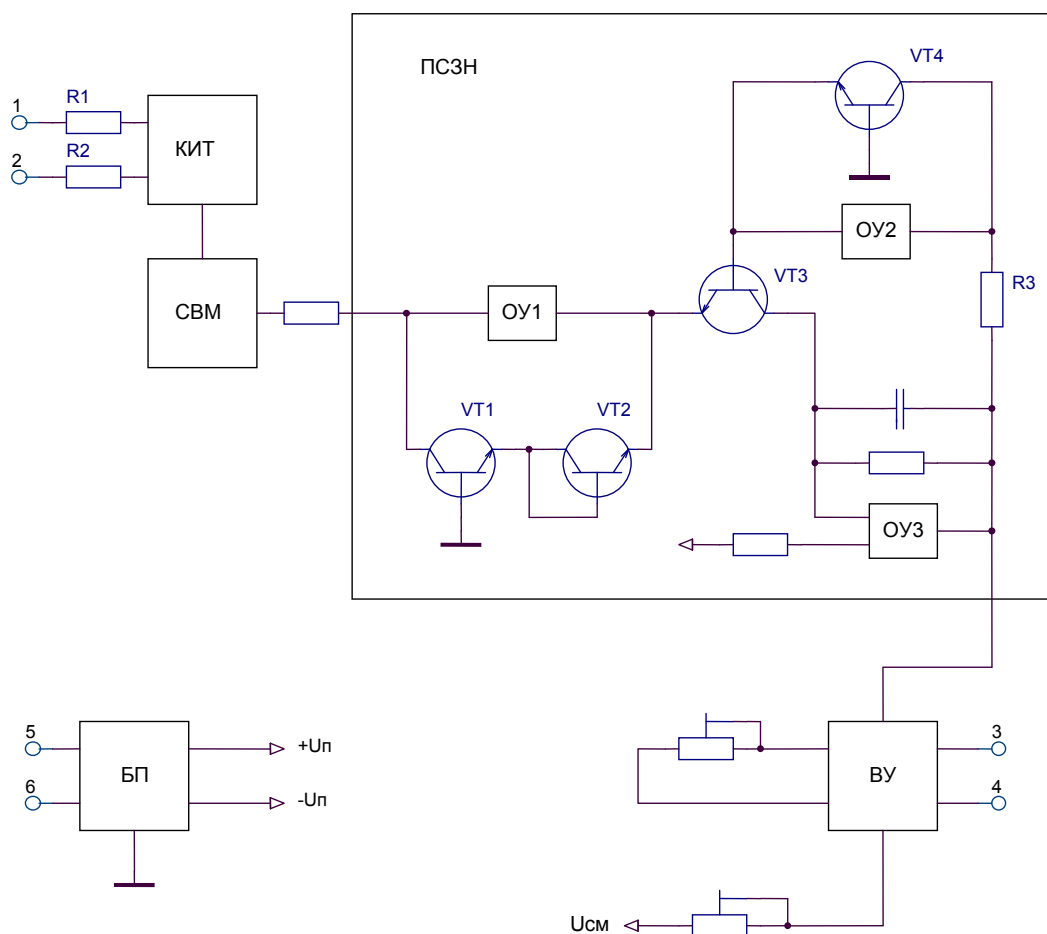 ПСЗН
VT4
1
R1
КИТ
2
R2
ОУ2
СВМ
VT3
R3
ОУ1
VT1
VT2
ОУ3
5
+Uп
БП
6
-Uп
3
ВУ
4
Uсм